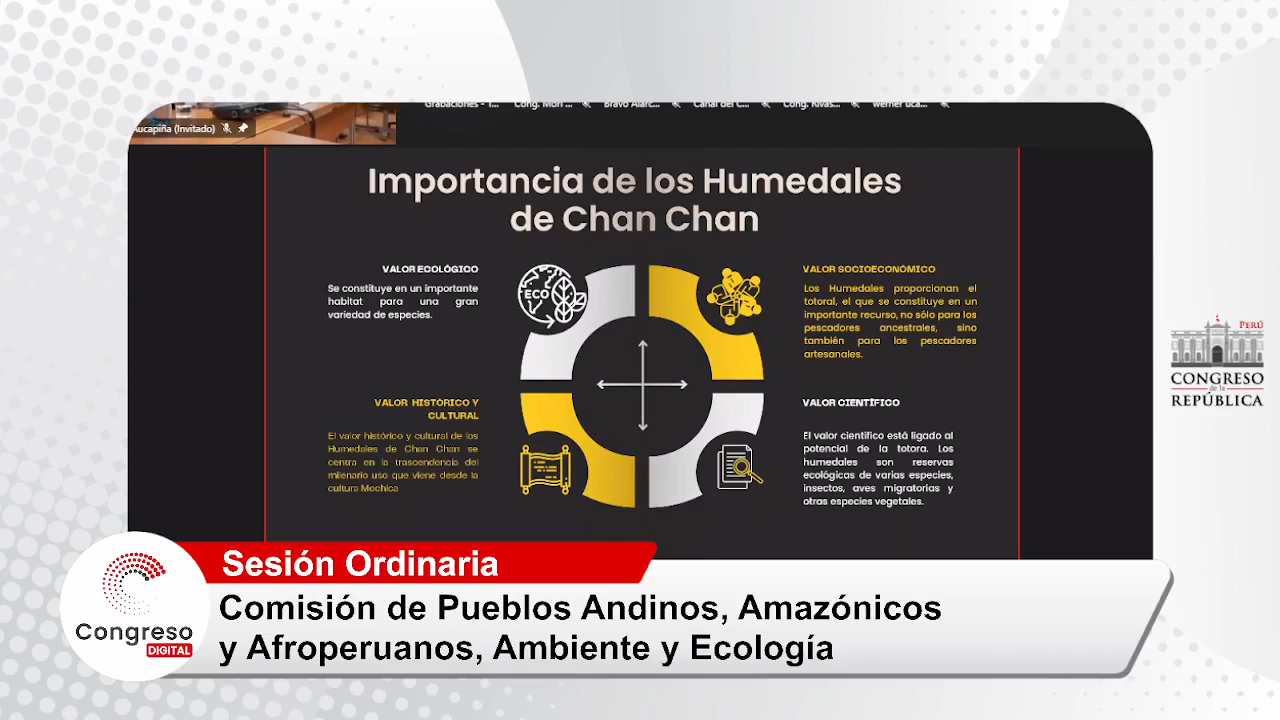 Grabaciones - T...
Cong. Mori ...
Bravo Alarc...
Canal del C...
Cong. Rivas...
werner uca...
Aucapiña (Invitado)
Importancia de los Humedales
de Chan Chan
VALOR ECOLÓGICO
Se constituye en un importante
habitat para una gran
variedad de especies.
ECO
VALOR SOCIOECONÓMICO
Los Humedales proporcionan el
totoral, el que se constituye en un
importante recurso, no sólo para los
pescadores ancestrales, sino
también para los pescadores
artesanales.
VALOR HISTÓRICO Y
CULTURAL
El valor histórico y cultural de los
Humedales de Chan Chan se
centra en la trascendencia del
milenario uso que viene desde la
cultura Mochica
VALOR CIENTÍFICO
El valor científico está ligado al
potencial de la totora. Los
humedales son reservas
ecológicas de varias especies,
insectos, aves migratorias y
otras especies vegetales.
PERÚ
CONGRESO
de la
REPÚBLICA
Sesión Ordinaria
Comisión de Pueblos Andinos, Amazónicos
y Afroperuanos, Ambiente y Ecología
Congreso
DIGITAL